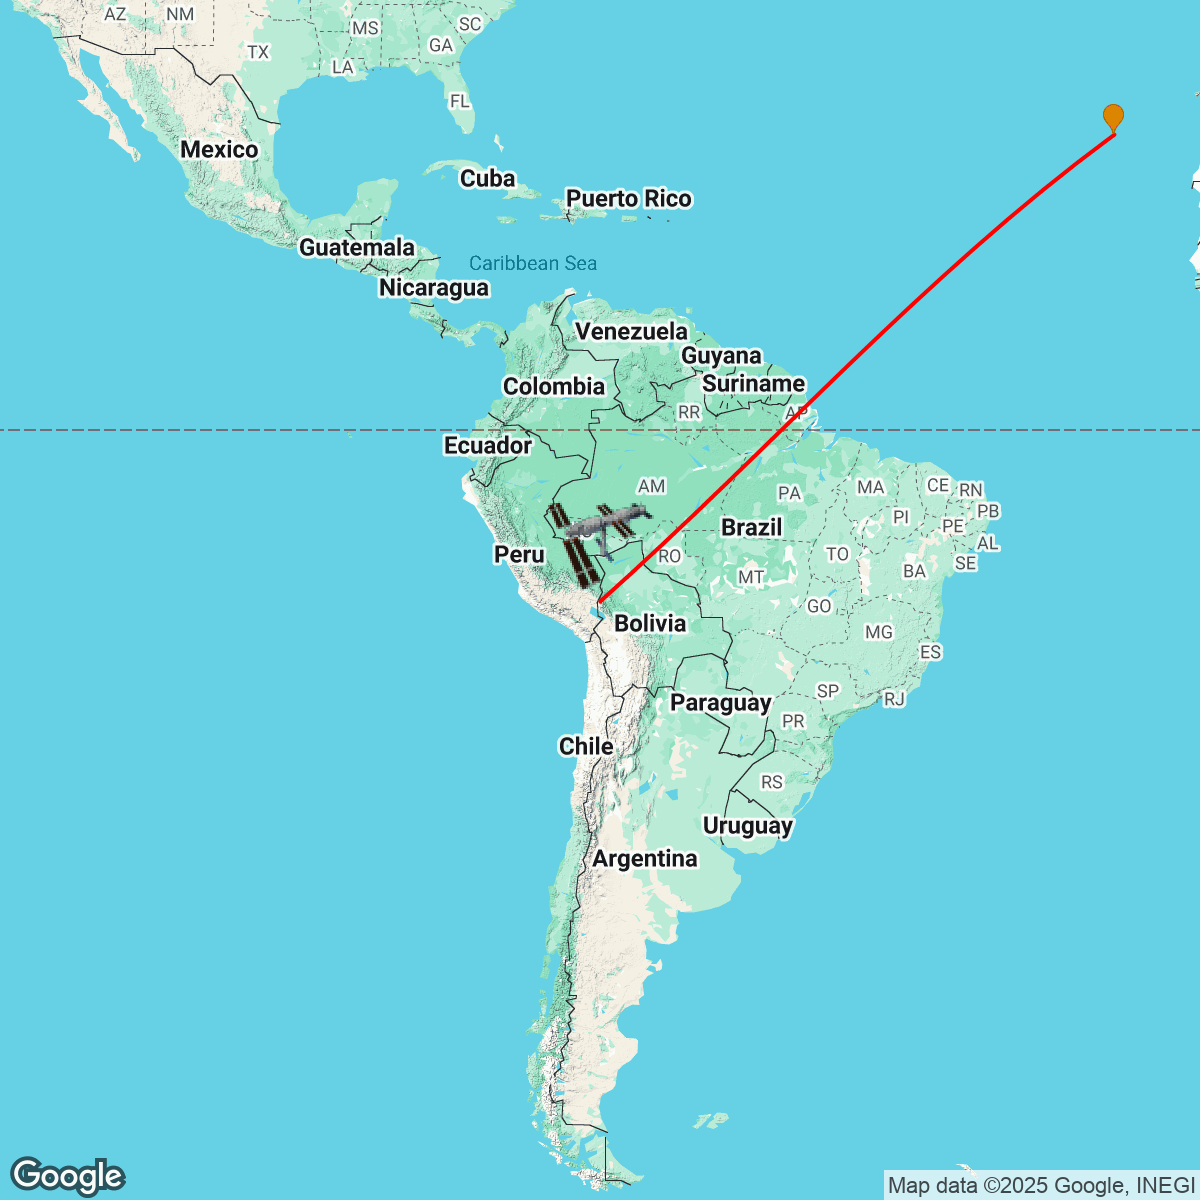 AZ
NM
MS
SC
GA
TX
LA
FL
Mexico
Cuba
Puerto Rico
Guatemala
Caribbean Sea
Nicaragua
Venezuela
Guyana
Colombia
Suriname
RR
AP
Ecuador
AM
PA
MA
CE
RN
PB
PI
PE
Brazil
AL
Peru
RO
TO
SE
MT
BA
GO
Bolivia
MG
ES
SP
RJ
Paraguay
PR
Chile
RS
Uruguay
Argentina
Google
Map data ©2025 Google, INEGI